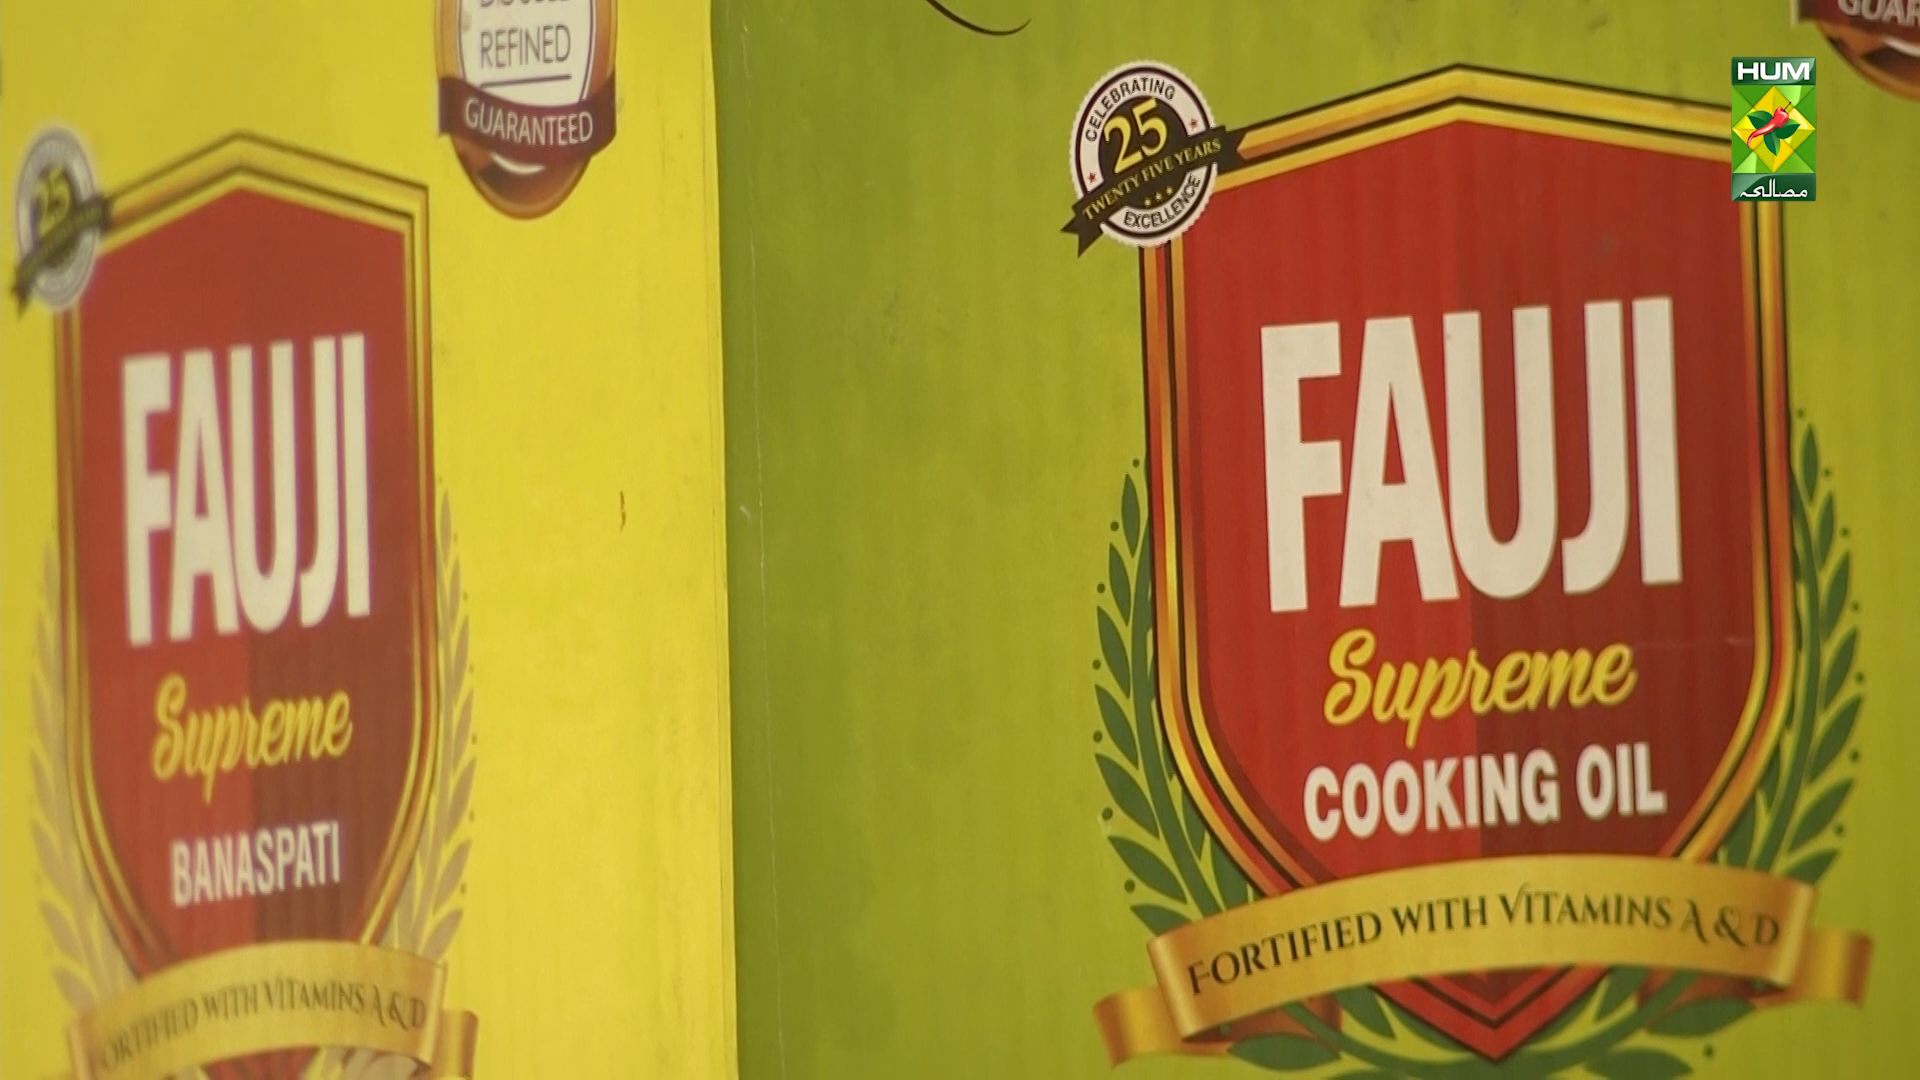 REFINED
GUARANTEED
25
FAUJI
Supreme
BANASPATI
FORTIFIED WITH VITAMINS A & D
CELEBRATING
25
TWENTY FIVE YEARS
EXCELLENCE
FAUJI
Supreme
COOKING OIL
FORTIFIED WITH VITAMINS A & D
HUM
مصالحہ